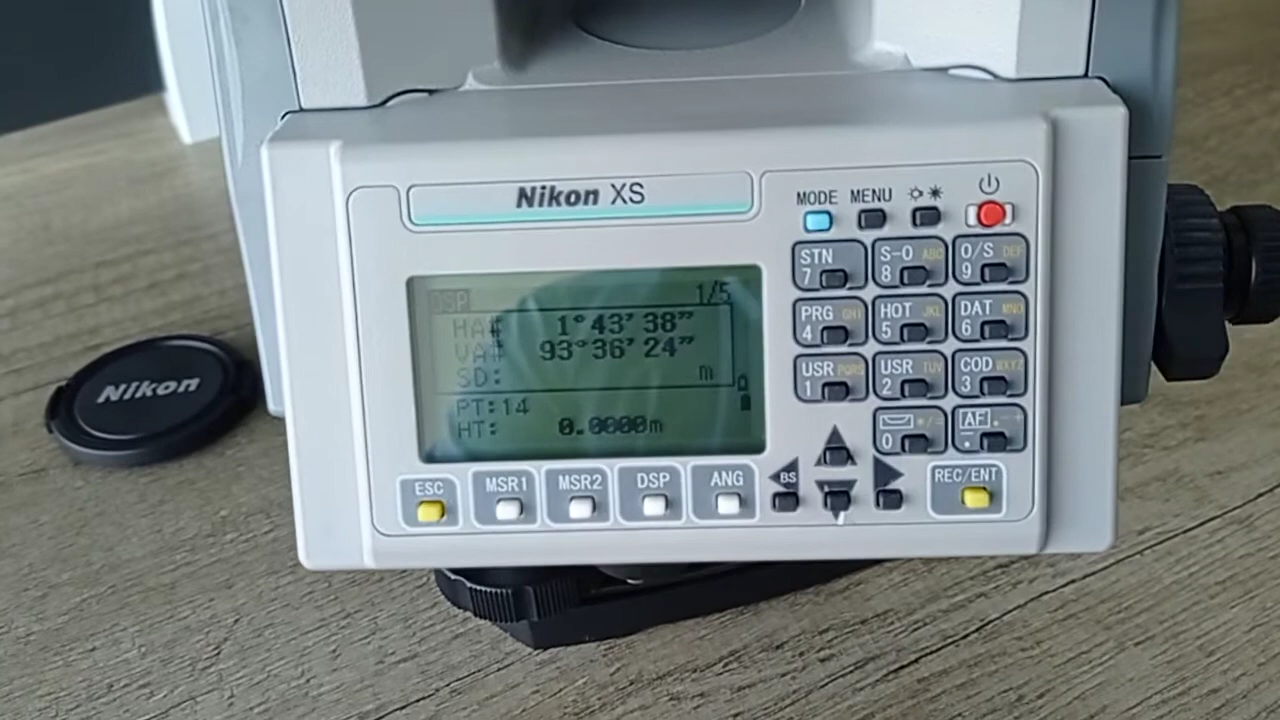 Nikon XS
MODE MENU
STN 7
S-O ABC 8
O/S DEF 9
PRG GHI 4
HOT JKL 5
DAT MNO 6
USR PQRS 1
USR TUV 2
COD WXYZ 3
0 */=
AF .-+
DSP 1/5
HA# 1°43'38"
VA# 93°36'24"
SD: m
PT:14
HT: 0.0000m
ESC MSR1 MSR2 DSP ANG BS REC/ENT
Nikon